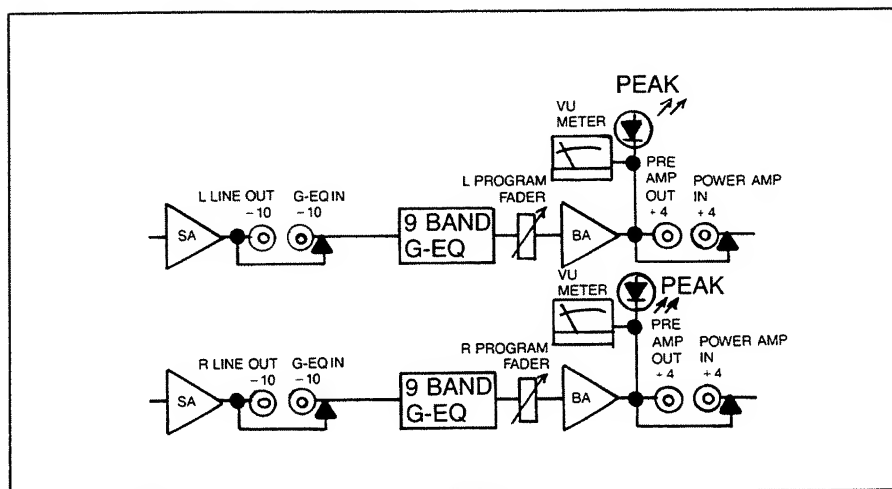 PEAK
VU
METER
PRE
AMP
OUT
+4
POWER AMP
IN
+4
L PROGRAM
FADER
L LINE OUT
−10
G-EQ IN
−10
SA
9 BAND
G-EQ
BA
PEAK
VU
METER
PRE
AMP
OUT
+4
POWER AMP
IN
+4
R PROGRAM
FADER
R LINE OUT
−10
G-EQ IN
−10
SA
9 BAND
G-EQ
BA